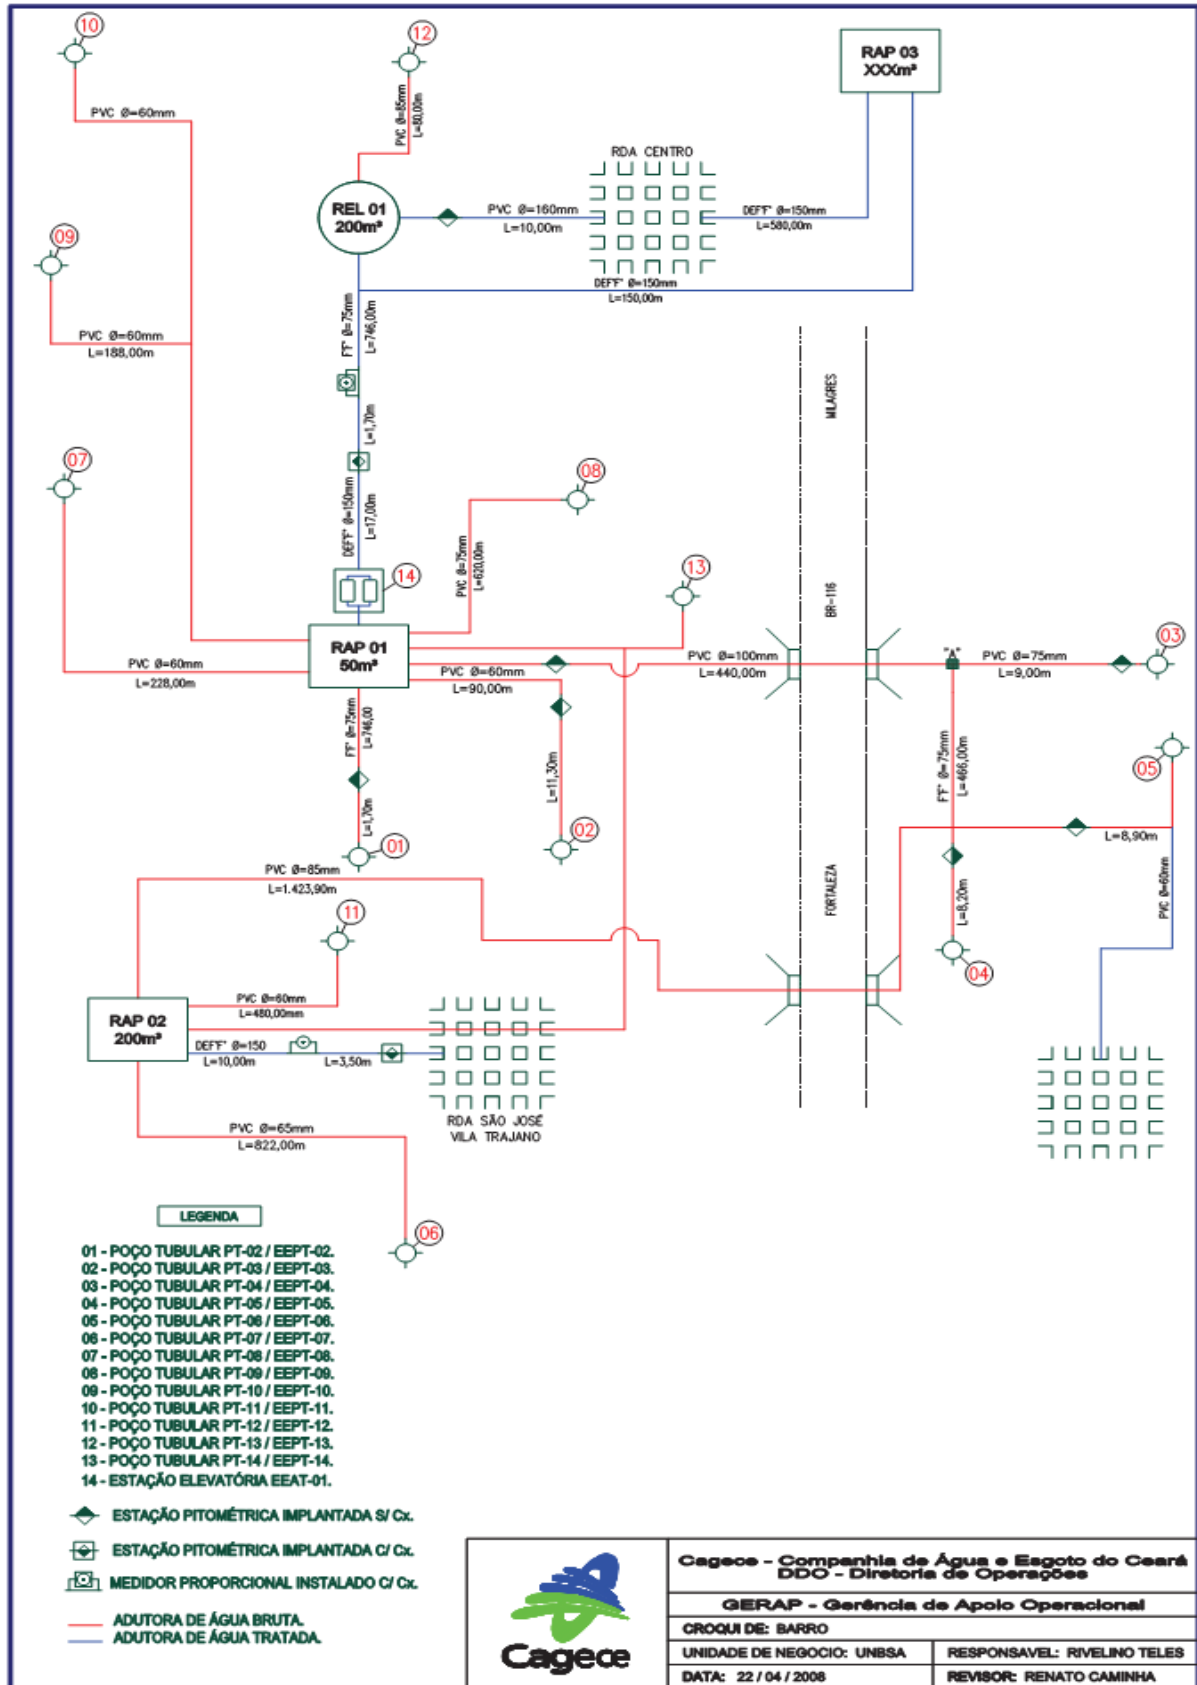 10
12
RAP 03
XXXm³
PVC Ø=60mm
PVC Ø=85mm
L=80,00m
RDA CENTRO
REL 01
200m³
PVC Ø=160mm
L=10,00m
DEF'F' Ø=150mm
L=580,00m
09
DEF'F' Ø=150mm
L=150,00m
PVC Ø=60mm
L=188,00m
F'F' Ø=75mm
L=746,00m
MILAGRES
L=1,70m
07
08
DEF'F' Ø=150mm
L=17,00m
PVC Ø=75mm
L=620,00m
14
13
BR-116
RAP 01
50m³
PVC Ø=60mm
L=228,00m
PVC Ø=60mm
L=90,00m
PVC Ø=100mm
L=440,00m
"A"
PVC Ø=75mm
L=9,00m
03
F'F' Ø=75mm
L=746,00
L=11,30m
F'F' Ø=75mm
L=466,00m
05
L=1,70m
01
02
L=8,90m
PVC Ø=85mm
L=1.423,90m
FORTALEZA
L=8,20m
PVC Ø=60mm
11
04
PVC Ø=60mm
L=480,00mm
RAP 02
200m³
DEF'F' Ø=150
L=10,00m
L=3,50m
RDA SÃO JOSÉ
VILA TRAJANO
PVC Ø=65mm
L=822,00m
06
LEGENDA
01 - POÇO TUBULAR PT-02 / EEPT-02.
02 - POÇO TUBULAR PT-03 / EEPT-03.
03 - POÇO TUBULAR PT-04 / EEPT-04.
04 - POÇO TUBULAR PT-05 / EEPT-05.
05 - POÇO TUBULAR PT-06 / EEPT-06.
06 - POÇO TUBULAR PT-07 / EEPT-07.
07 - POÇO TUBULAR PT-08 / EEPT-08.
08 - POÇO TUBULAR PT-09 / EEPT-09.
09 - POÇO TUBULAR PT-10 / EEPT-10.
10 - POÇO TUBULAR PT-11 / EEPT-11.
11 - POÇO TUBULAR PT-12 / EEPT-12.
12 - POÇO TUBULAR PT-13 / EEPT-13.
13 - POÇO TUBULAR PT-14 / EEPT-14.
14 - ESTAÇÃO ELEVATÓRIA EEAT-01.
ESTAÇÃO PITOMÉTRICA IMPLANTADA S/ Cx.
ESTAÇÃO PITOMÉTRICA IMPLANTADA C/ Cx.
MEDIDOR PROPORCIONAL INSTALADO C/ Cx.
ADUTORA DE ÁGUA BRUTA.
ADUTORA DE ÁGUA TRATADA.
Cagece
Cagece - Companhia de Água e Esgoto do Ceará
DDO - Diretoria de Operações
GERAP - Gerência de Apoio Operacional
CROQUI DE: BARRO
UNIDADE DE NEGOCIO: UNBSA
RESPONSAVEL: RIVELINO TELES
DATA: 22 / 04 / 2008
REVISOR: RENATO CAMINHA